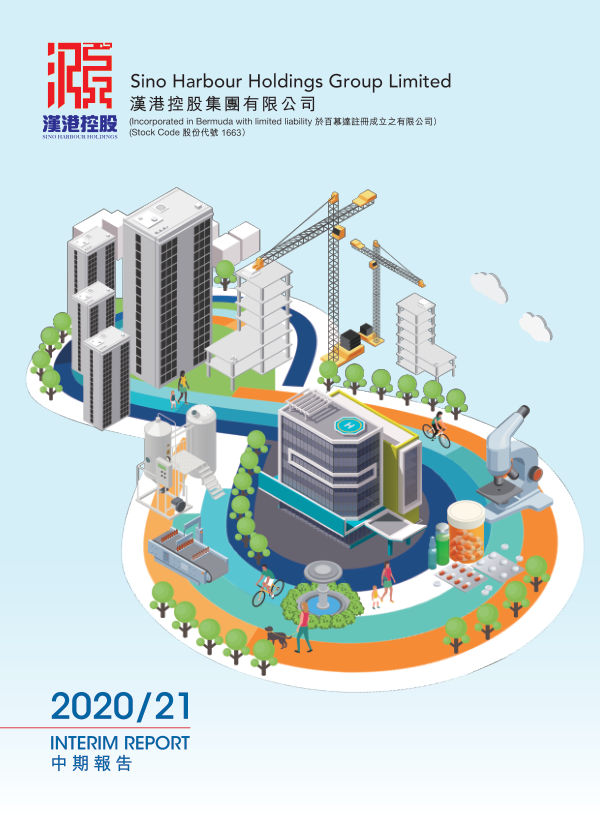 Sino Harbour Holdings Group Limited
漢港控股集團有限公司
(Incorporated in Bermuda with limited liability 於百慕達註冊成立之有限公司)
(Stock Code 股份代號 1663)
漢港控股
SINO HARBOUR HOLDINGS
H
2020/21
INTERIM REPORT
中期報告